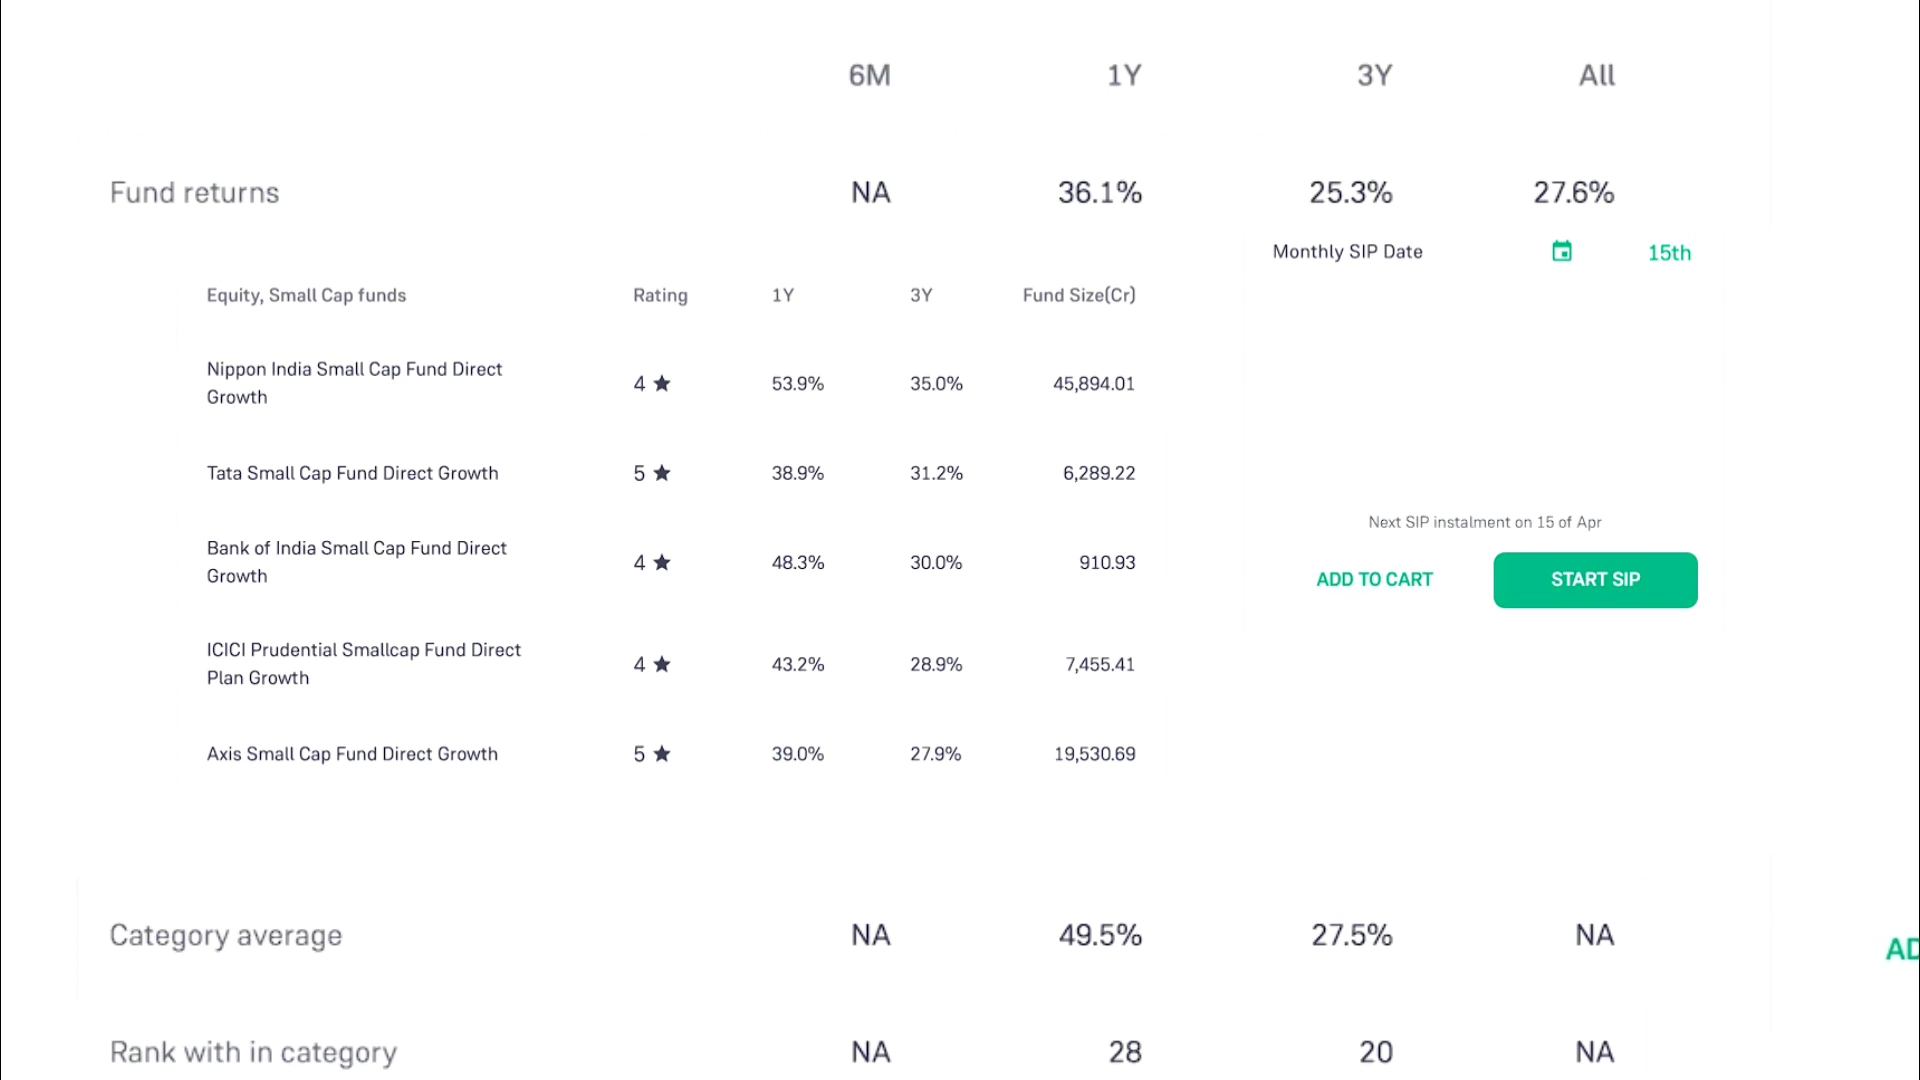 6M 1Y 3Y All
Fund returns NA 36.1% 25.3% 27.6%
Monthly SIP Date 15th
Equity, Small Cap funds Rating 1Y 3Y Fund Size(Cr)
Nippon India Small Cap Fund Direct
Growth 4 ★ 53.9% 35.0% 45,894.01
Tata Small Cap Fund Direct Growth 5 ★ 38.9% 31.2% 6,289.22
Next SIP instalment on 15 of Apr
Bank of India Small Cap Fund Direct
Growth 4 ★ 48.3% 30.0% 910.93
ADD TO CART START SIP
ICICI Prudential Smallcap Fund Direct
Plan Growth 4 ★ 43.2% 28.9% 7,455.41
Axis Small Cap Fund Direct Growth 5 ★ 39.0% 27.9% 19,530.69
Category average NA 49.5% 27.5% NA
AD
Rank with in category NA 28 20 NA